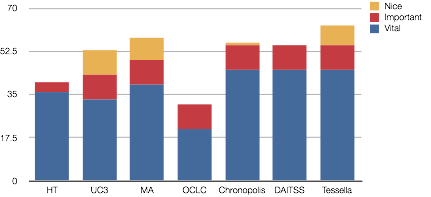 70
52.5
35
17.5
0
HT UC3 MA OCLC Chronopolis DAITSS Tessella
Nice
Important
Vital